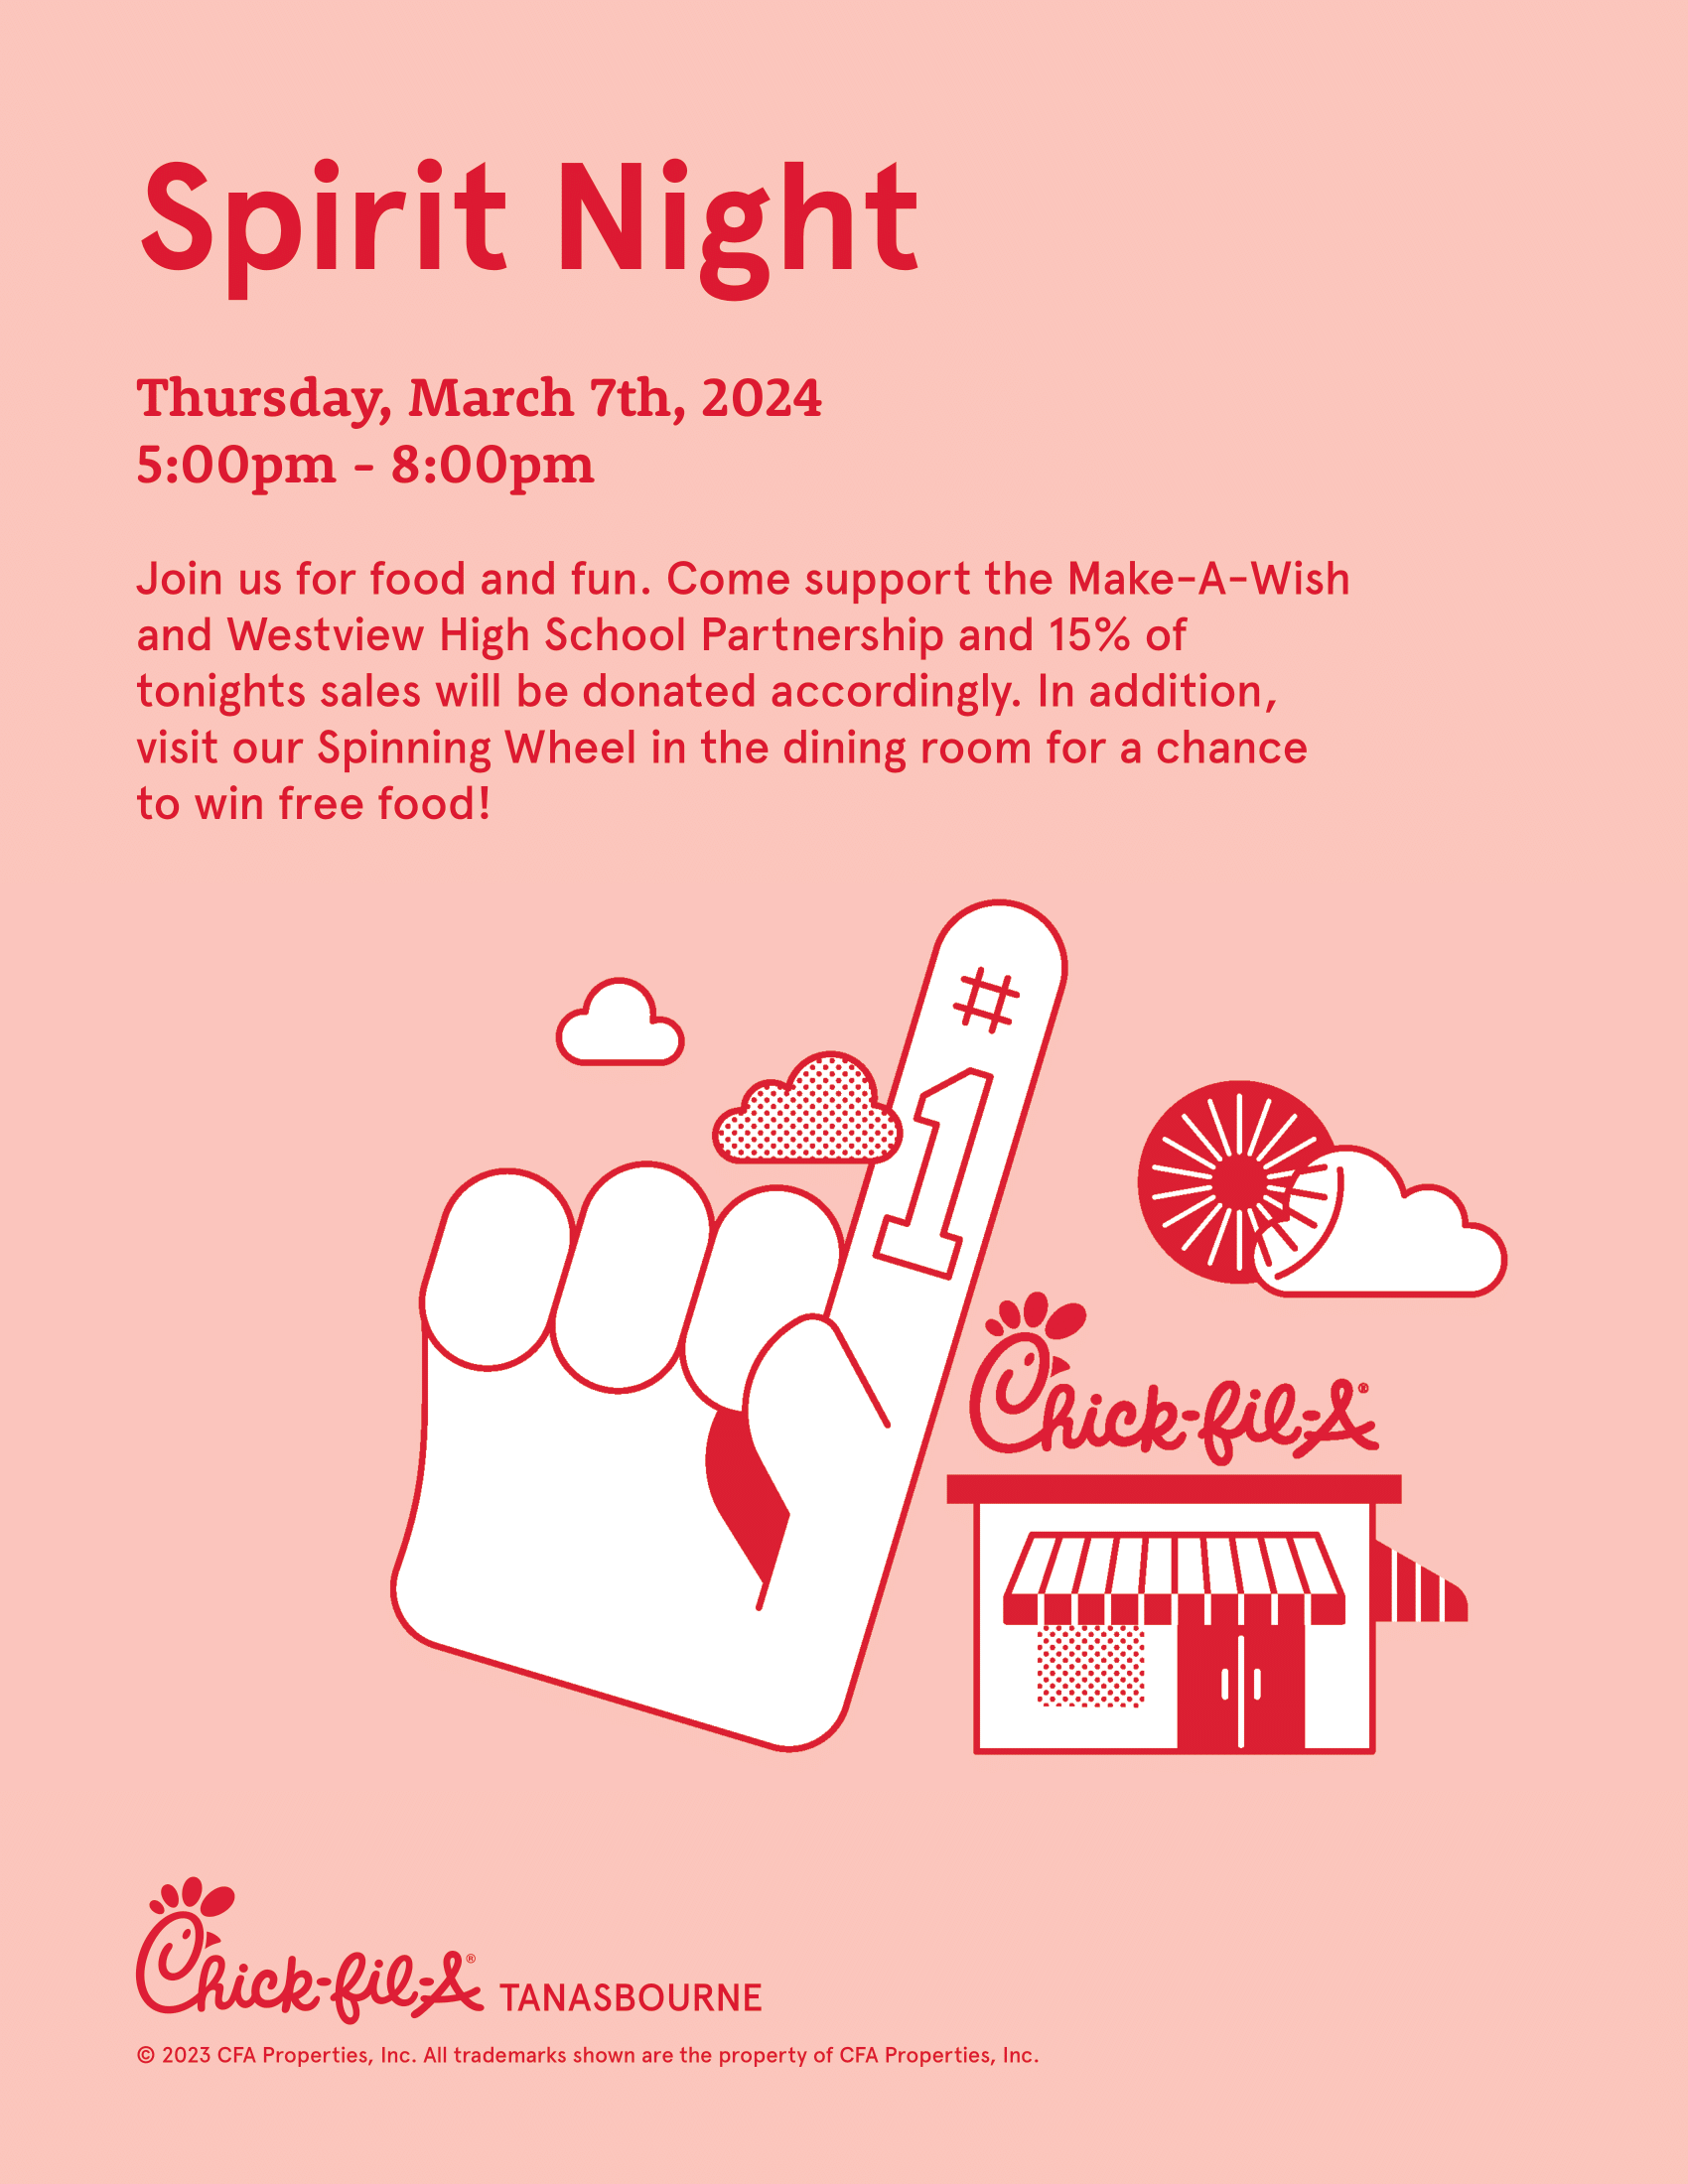 Spirit Night
Thursday, March 7th, 2024
5:00pm - 8:00pm
Join us for food and fun. Come support the Make-A-Wish
and Westview High School Partnership and 15% of
tonights sales will be donated accordingly. In addition,
visit our Spinning Wheel in the dining room for a chance
to win free food!
#
1
Chick-fil-A®
Chick-fil-A® TANASBOURNE
© 2023 CFA Properties, Inc. All trademarks shown are the property of CFA Properties, Inc.